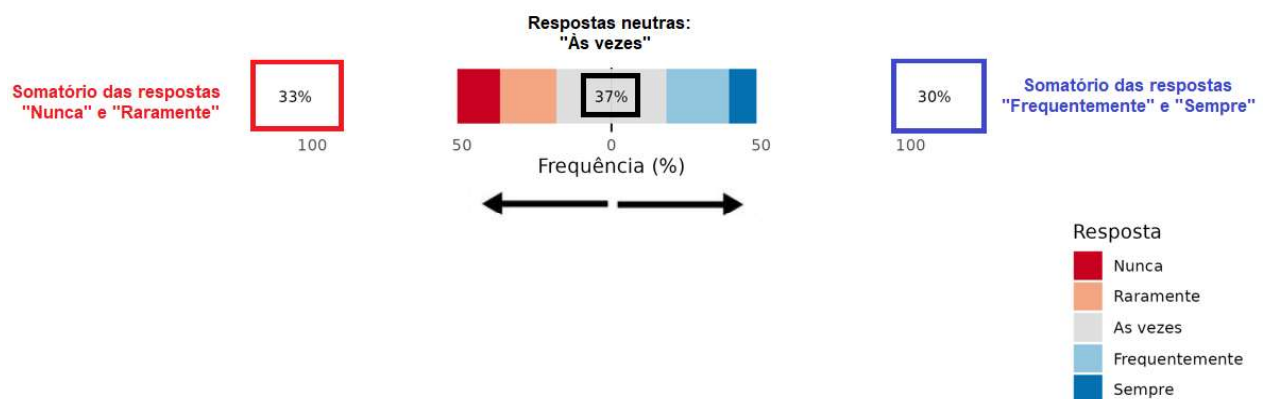 Respostas neutras:
"Às vezes"
Somatório das respostas
"Nunca" e "Raramente"
33%
37%
30%
Somatório das respostas
"Frequentemente" e "Sempre"
100
50
0
50
100
Frequência (%)
Resposta
Nunca
Raramente
As vezes
Frequentemente
Sempre